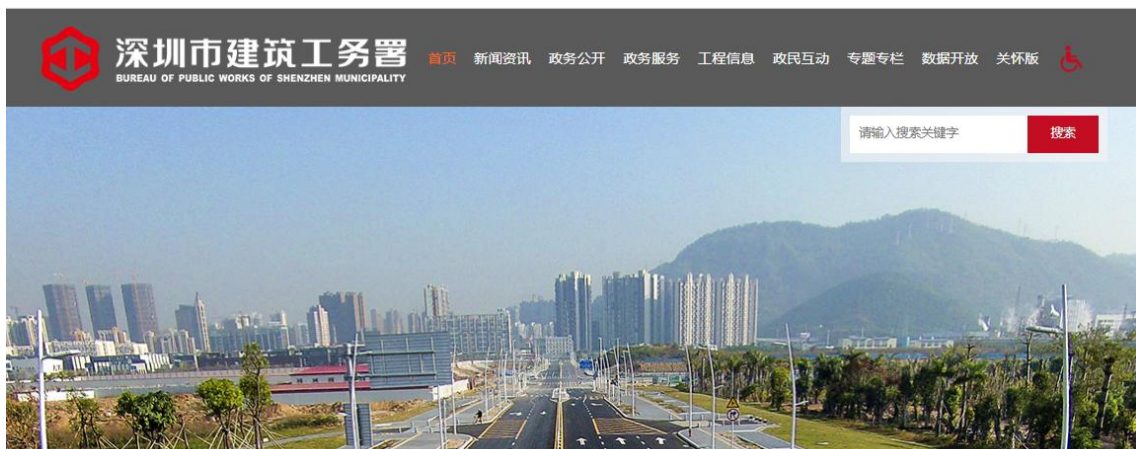 深圳市建筑工务署
BUREAU OF PUBLIC WORKS OF SHENZHEN MUNICIPALITY
首页 新闻资讯 政务公开 政务服务 工程信息 政民互动 专题专栏 数据开放 关怀版
请输入搜索关键字 搜索